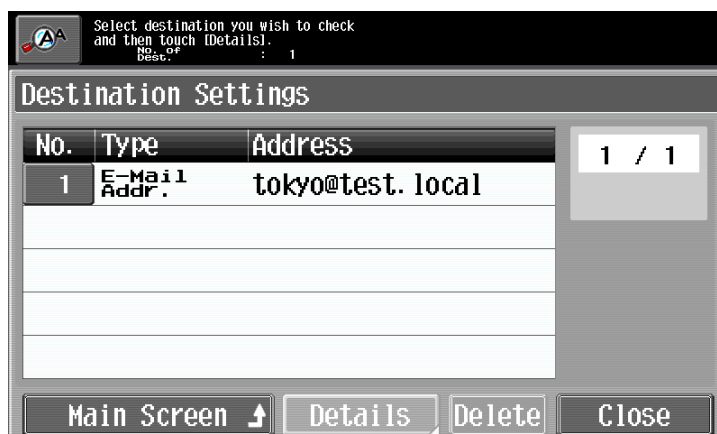 AA
Select destination you wish to check
and then touch [Details].
No. of Dest. : 1
Destination Settings
No. Type Address
1 / 1
1 E-Mail Addr. tokyo@test.local
Main Screen Details Delete Close